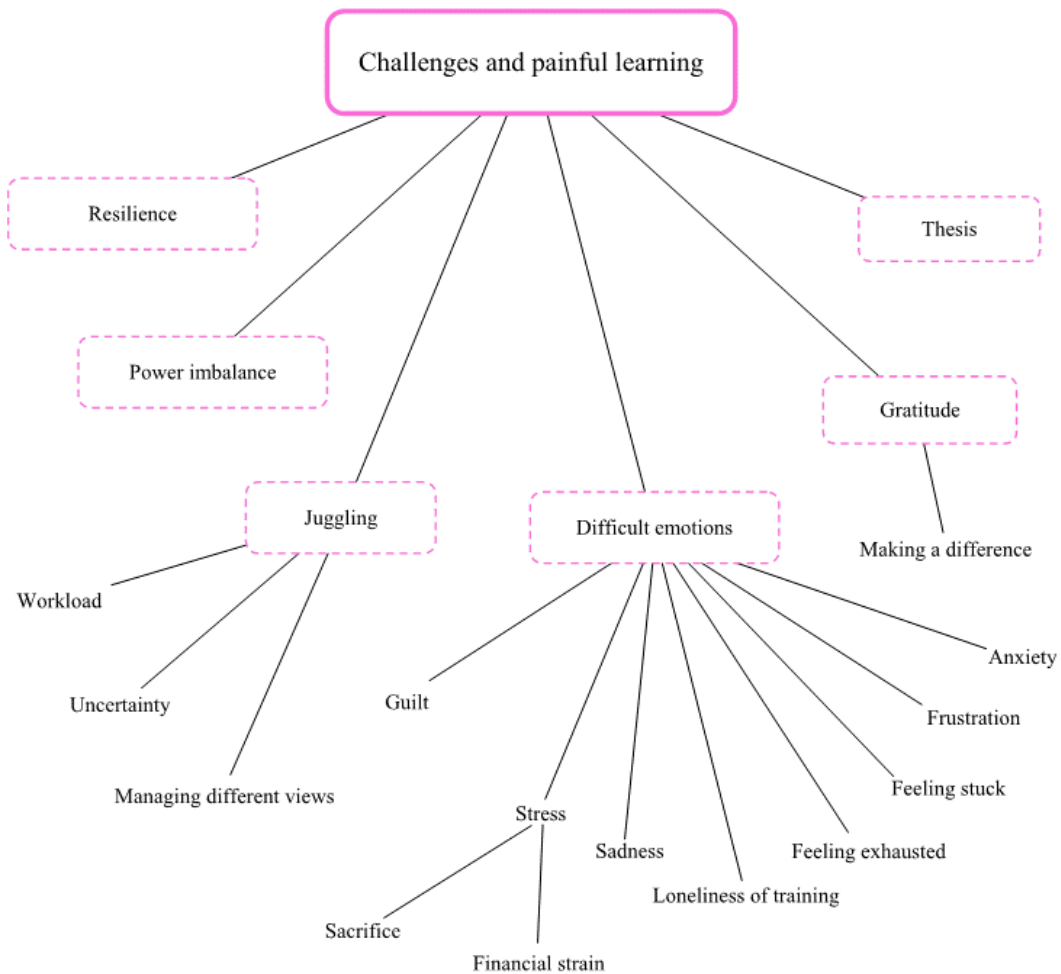 Challenges and painful learning
Resilience
Thesis
Power imbalance
Gratitude
Juggling
Difficult emotions
Making a difference
Workload
Anxiety
Uncertainty
Guilt
Frustration
Managing different views
Feeling stuck
Stress
Sadness
Feeling exhausted
Loneliness of training
Sacrifice
Financial strain